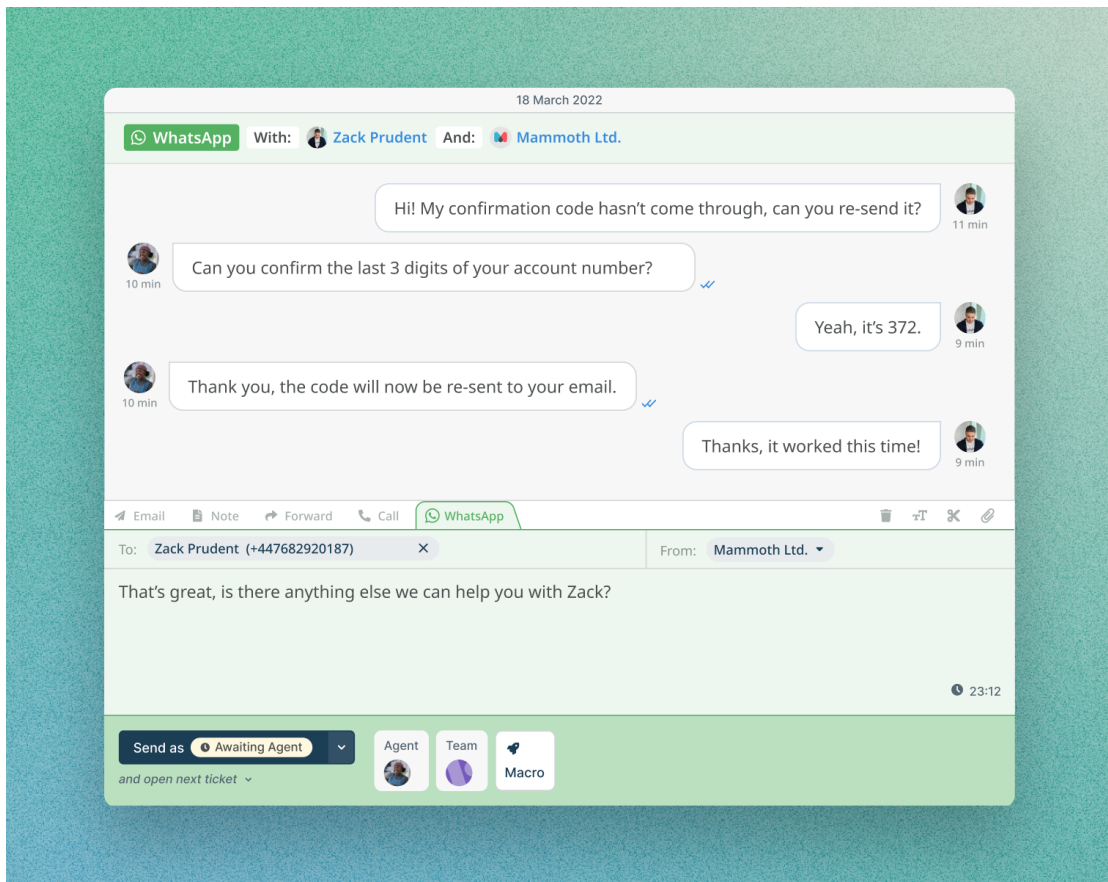 18 March 2022
WhatsApp With: Zack Prudent And: Mammoth Ltd.
Hi! My confirmation code hasn’t come through, can you re-send it?
11 min
Can you confirm the last 3 digits of your account number?
10 min
Yeah, it’s 372.
9 min
Thank you, the code will now be re-sent to your email.
10 min
Thanks, it worked this time!
9 min
Email Note Forward Call WhatsApp TT
To: Zack Prudent (+447682920187) From: Mammoth Ltd.
That’s great, is there anything else we can help you with Zack?
23:12
Send as Awaiting Agent
and open next ticket
Agent
Team
Macro